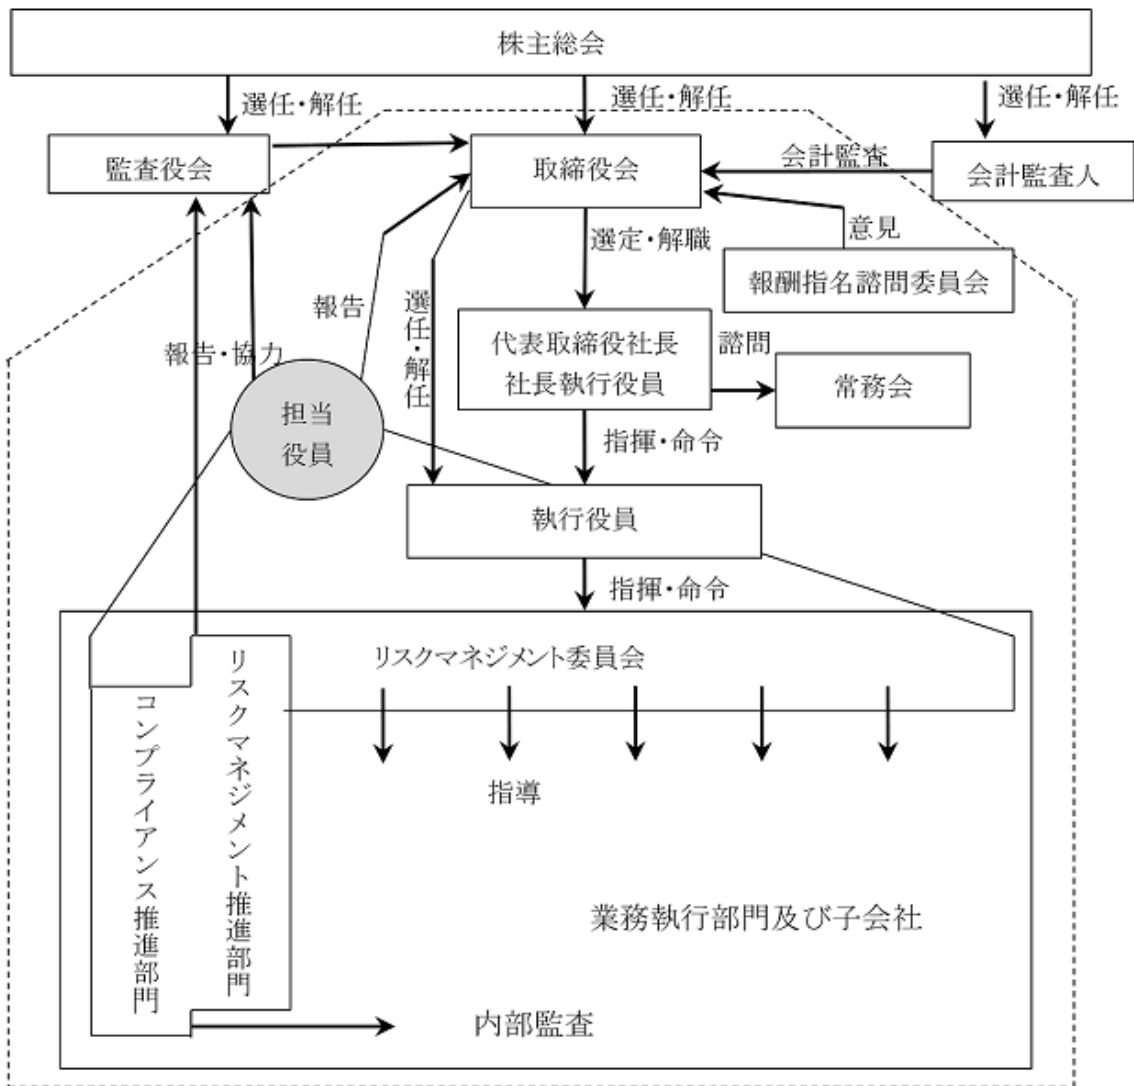 株主総会
選任・解任
選任・解任
選任・解任
監査役会
取締役会
会計監査
会計監査人
選定・解職
意見
報酬指名諮問委員会
報告
選任・解任
代表取締役社長
社長執行役員
諮問
常務会
報告・協力
担当
役員
指揮・命令
執行役員
指揮・命令
リスクマネジメント委員会
コンプライアンス推進部門
リスクマネジメント推進部門
指導
業務執行部門及び子会社
内部監査